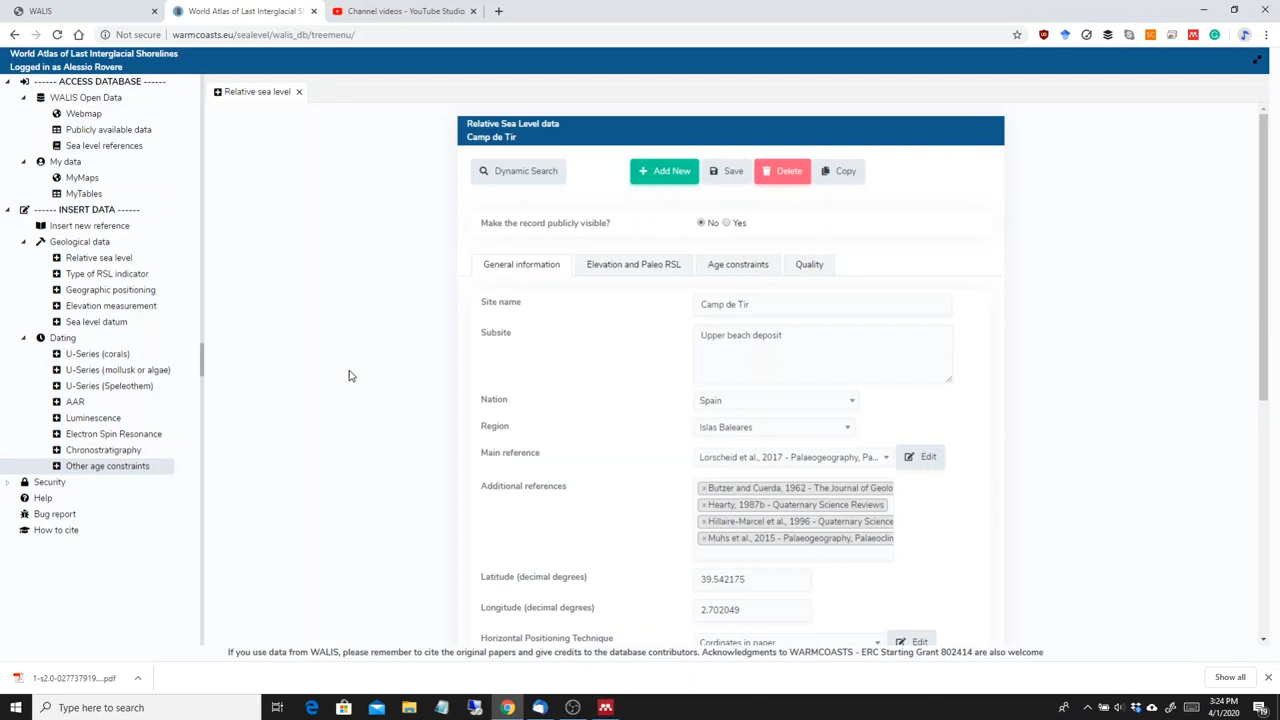 WALIS
World Atlas of Last Interglacial S
Channel videos - YouTube Studio
Not secure
warmcoasts.eu/sealevel/walis_db/treemenu/
World Atlas of Last Interglacial Shorelines
Logged in as Alessio Rovere
------ ACCESS DATABASE ------
WALIS Open Data
Webmap
Publicly available data
Sea level references
My data
MyMaps
MyTables
------ INSERT DATA ------
Insert new reference
Geological data
Relative sea level
Type of RSL indicator
Geographic positioning
Elevation measurement
Sea level datum
Dating
U-Series (corals)
U-Series (mollusk or algae)
U-Series (Speleothem)
AAR
Luminescence
Electron Spin Resonance
Chronostratigraphy
Other age constraints
Security
Help
Bug report
How to cite
Relative sea level
Relative Sea Level data
Camp de Tir
Dynamic Search
Add New
Save
Delete
Copy
Make the record publicly visible?
No Yes
General information
Elevation and Paleo RSL
Age constraints
Quality
Site name
Camp de Tir
Subsite
Upper beach deposit
Nation
Spain
Region
Islas Baleares
Main reference
Lorscheid et al., 2017 - Palaeogeography, Pa...
Edit
Additional references
×Butzer and Cuerda, 1962 - The Journal of Geolo
×Hearty, 1987b - Quaternary Science Reviews
×Hillaire-Marcel et al., 1996 - Quaternary Science
×Muhs et al., 2015 - Palaeogeography, Palaeoclin
Latitude (decimal degrees)
39.542175
Longitude (decimal degrees)
2.702049
Horizontal Positioning Technique
Cordinates in paper
Edit
If you use data from WALIS, please remember to cite the original papers and give credits to the database contributors. Acknowledgments to WARMCOASTS - ERC Starting Grant 802414 are also welcome
1-s2.0-027737919....pdf
Show all
Type here to search
3:24 PM
4/1/2020